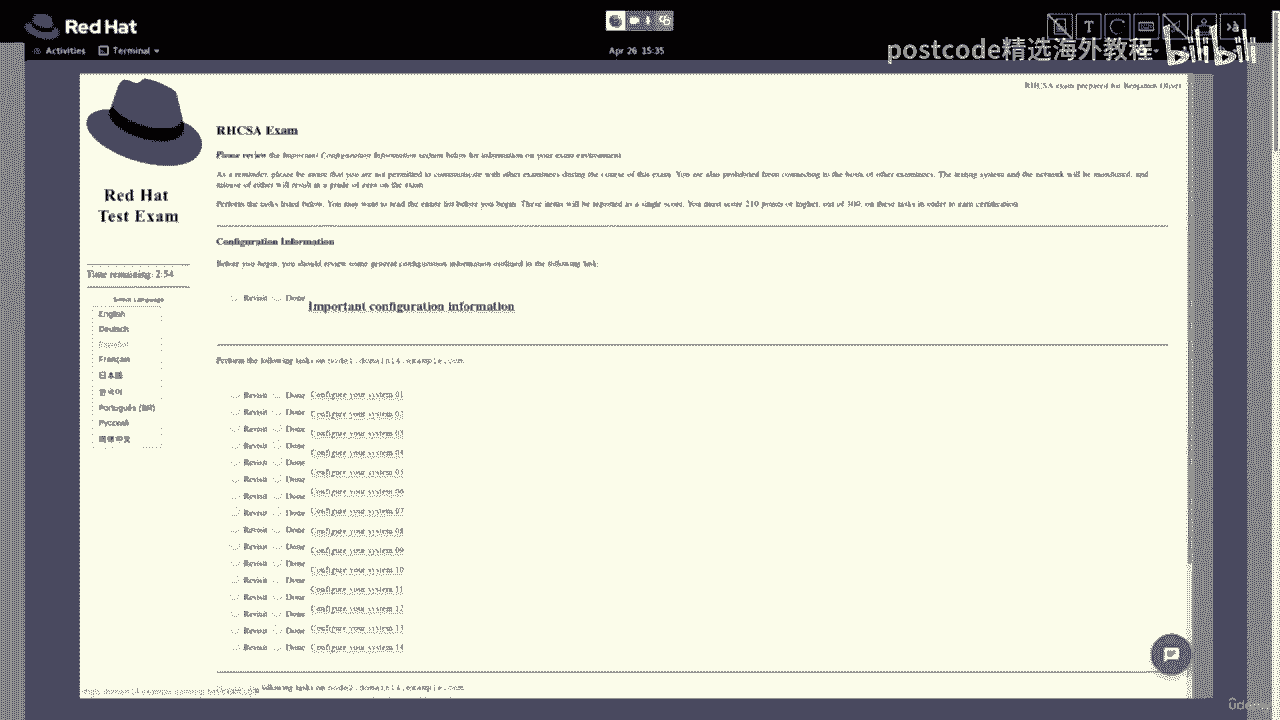 Red Hat
Activities Terminal
Apr 26 15:35
postcode精选海外教程
bilibili
RHCSA exam prepared for Benjamin Oliver
Red Hat
Test Exam
Time remaining: 2:54
Select Language
English
Deutsch
Español
Français
日本語
한국어
Português (BR)
Русский
简体中文
RHCSA Exam
Please review the Important Configuration Information section below for information on your exam environment.
As a reminder, please be aware that you are not permitted to communicate with other examinees during the course of this exam. You are also prohibited from connecting to the hosts of other examinees. The testing system and the network will be monitored, and
misuse of either will result in a grade of zero on the exam.
Perform the tasks listed below. You may want to read the entire list before you begin. These items will be reported as a single score. You must score 210 points or higher, out of 300, on these tasks in order to earn certification.
Configuration Information
Before you begin, you should review some general configuration information outlined in the following link:
Revisit Done Important configuration information
Perform the following tasks on node1.domain14.example.com
Revisit Done Configure your system 01
Revisit Done Configure your system 02
Revisit Done Configure your system 03
Revisit Done Configure your system 04
Revisit Done Configure your system 05
Revisit Done Configure your system 06
Revisit Done Configure your system 07
Revisit Done Configure your system 08
Revisit Done Configure your system 09
Revisit Done Configure your system 10
Revisit Done Configure your system 11
Revisit Done Configure your system 12
Revisit Done Configure your system 13
Revisit Done Configure your system 14
following tasks on node2.domain14.example.com